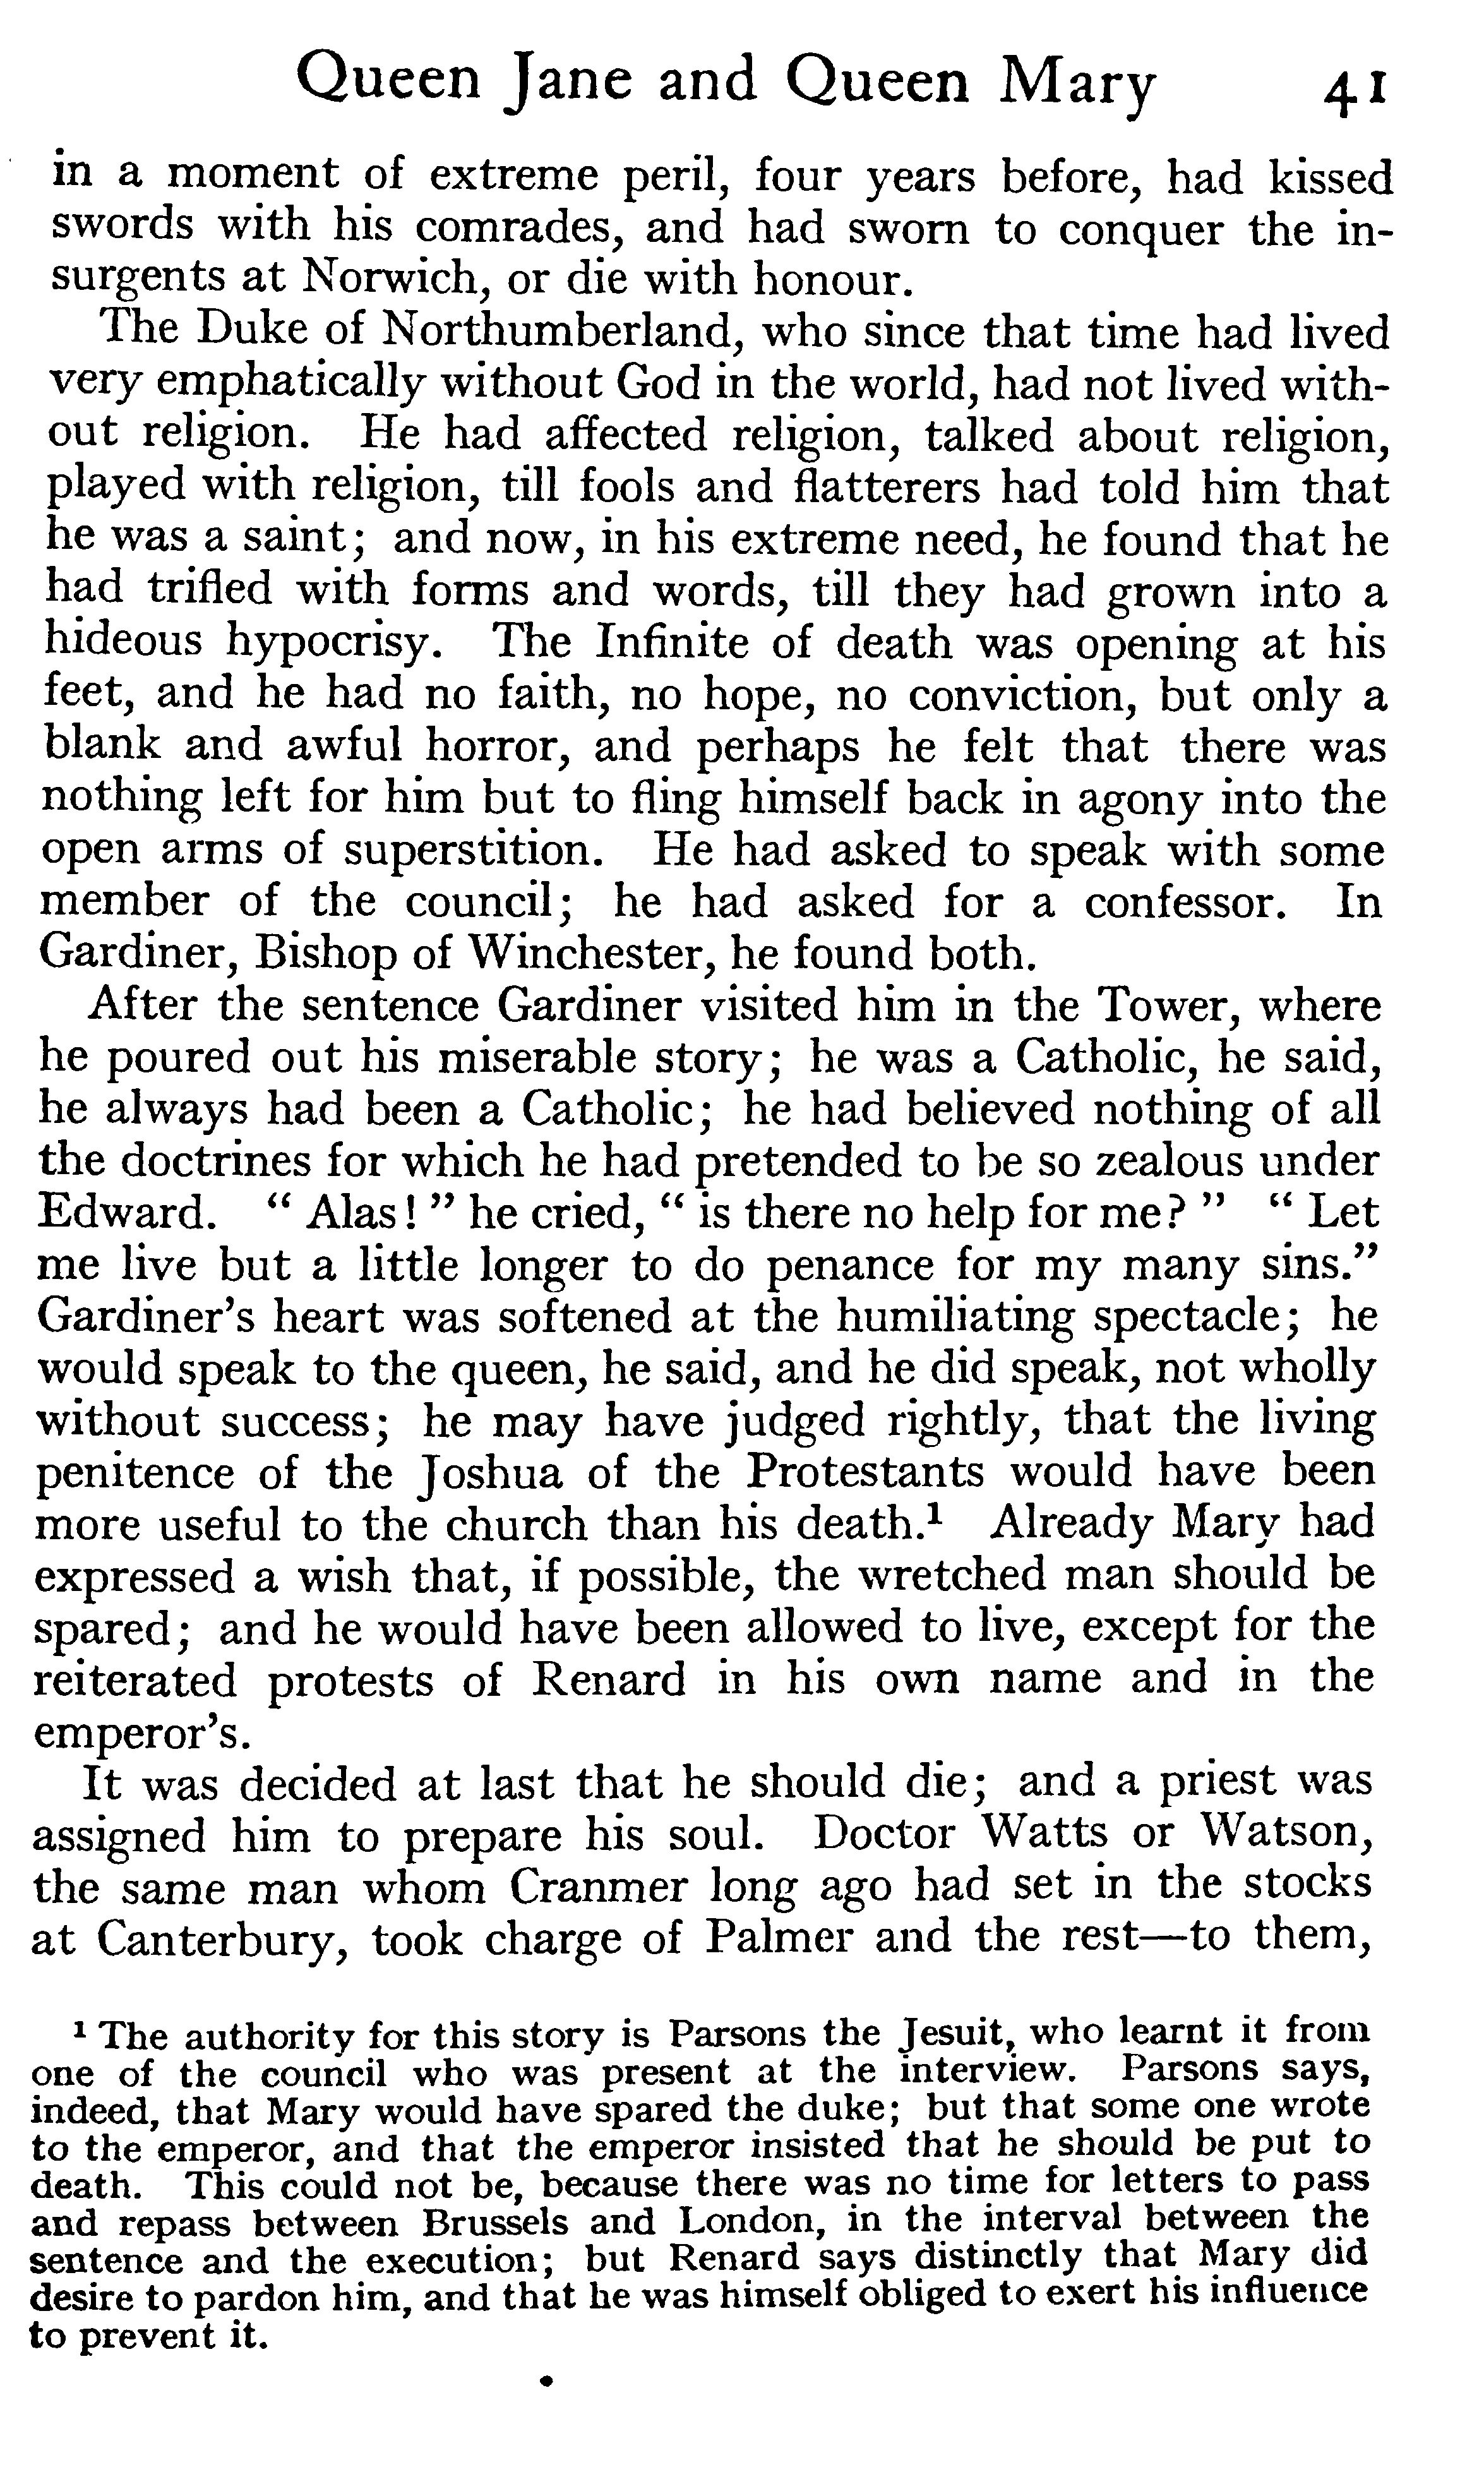 Queen Jane and Queen Mary 41
in a moment of extreme peril, four years before, had kissed
swords with his comrades, and had sworn to conquer the in-
surgents at Norwich, or die with honour.
The Duke of Northumberland, who since that time had lived
very emphatically without God in the world, had not lived with-
out religion. He had affected religion, talked about religion,
played with religion, till fools and flatterers had told him that
he was a saint; and now, in his extreme need, he found that he
had trifled with forms and words, till they had grown into a
hideous hypocrisy. The Infinite of death was opening at his
feet, and he had no faith, no hope, no conviction, but only a
blank and awful horror, and perhaps he felt that there was
nothing left for him but to fling himself back in agony into the
open arms of superstition. He had asked to speak with some
member of the council; he had asked for a confessor. In
Gardiner, Bishop of Winchester, he found both.
After the sentence Gardiner visited him in the Tower, where
he poured out his miserable story; he was a Catholic, he said,
he always had been a Catholic; he had believed nothing of all
the doctrines for which he had pretended to be so zealous under
Edward. “ Alas! ” he cried, “ is there no help for me? ” “ Let
me live but a little longer to do penance for my many sins.”
Gardiner’s heart was softened at the humiliating spectacle; he
would speak to the queen, he said, and he did speak, not wholly
without success; he may have judged rightly, that the living
penitence of the Joshua of the Protestants would have been
more useful to the church than his death.¹ Already Mary had
expressed a wish that, if possible, the wretched man should be
spared; and he would have been allowed to live, except for the
reiterated protests of Renard in his own name and in the
emperor’s.
It was decided at last that he should die; and a priest was
assigned him to prepare his soul. Doctor Watts or Watson,
the same man whom Cranmer long ago had set in the stocks
at Canterbury, took charge of Palmer and the rest—to them,
¹ The authority for this story is Parsons the Jesuit, who learnt it from
one of the council who was present at the interview. Parsons says,
indeed, that Mary would have spared the duke; but that some one wrote
to the emperor, and that the emperor insisted that he should be put to
death. This could not be, because there was no time for letters to pass
and repass between Brussels and London, in the interval between the
sentence and the execution; but Renard says distinctly that Mary did
desire to pardon him, and that he was himself obliged to exert his influence
to prevent it.